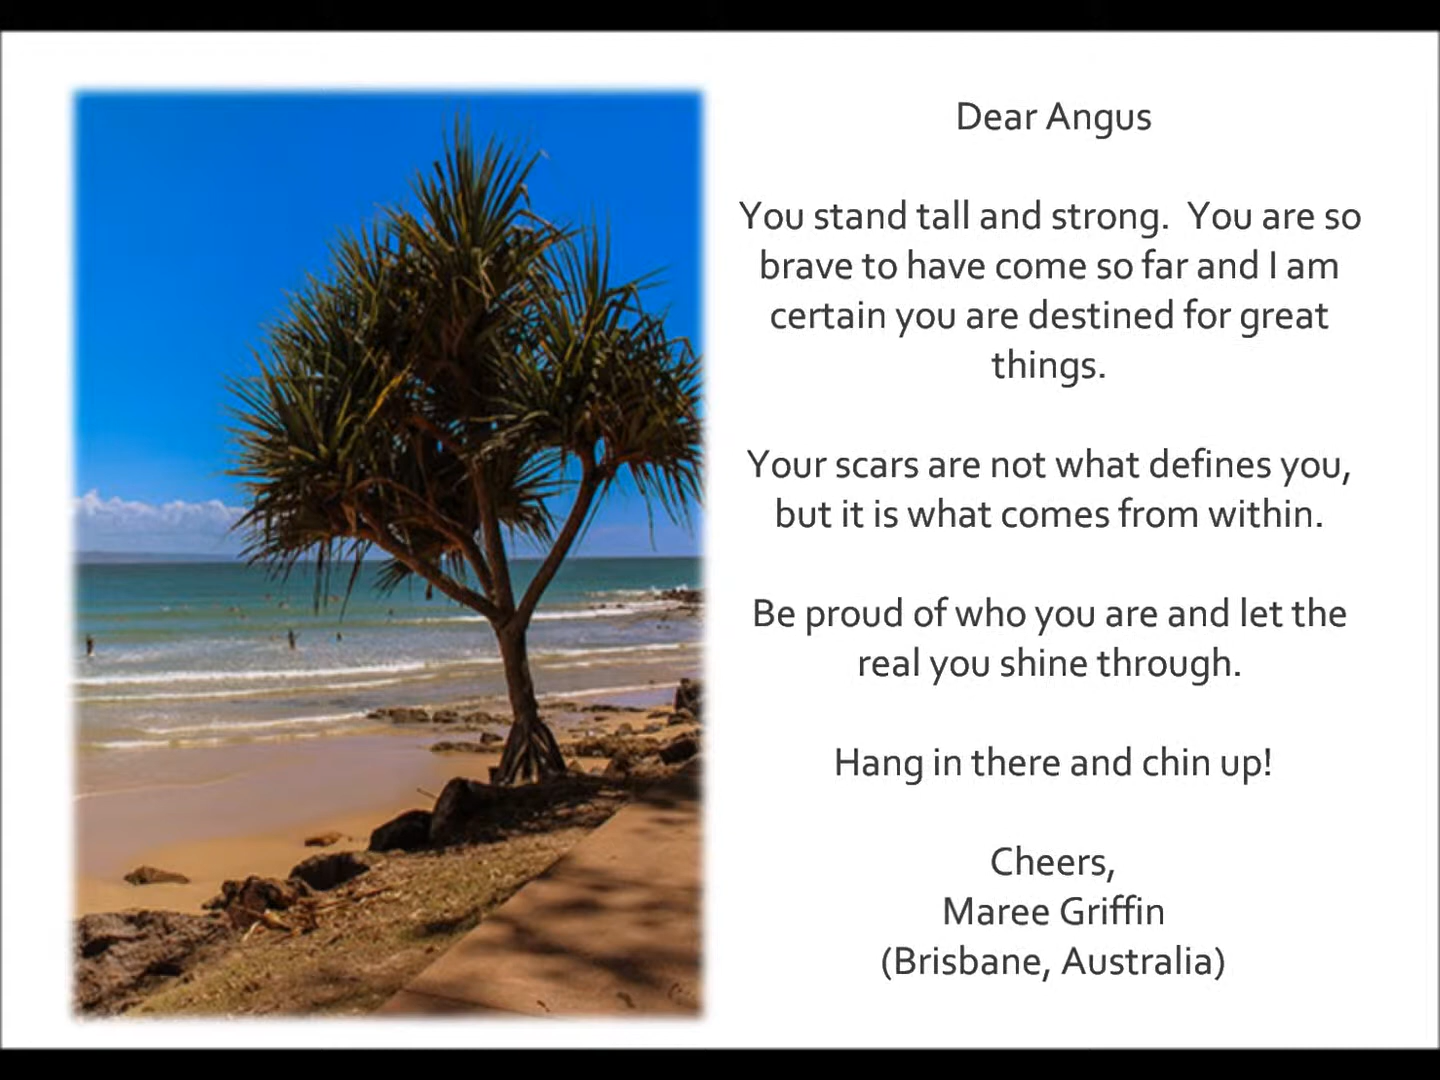 Dear Angus
You stand tall and strong.  You are so
brave to have come so far and I am
certain you are destined for great
things.
Your scars are not what defines you,
but it is what comes from within.
Be proud of who you are and let the
real you shine through.
Hang in there and chin up!
Cheers,
Maree Griffin
(Brisbane, Australia)